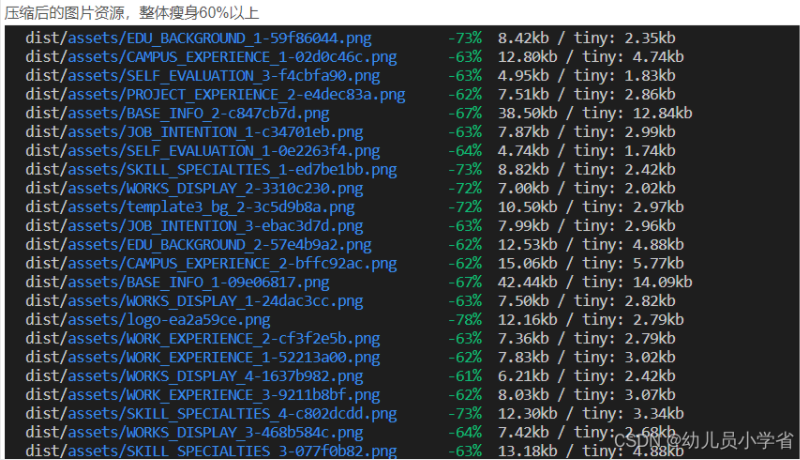 压缩后的图片资源，整体瘦身60%以上
dist/assets/EDU_BACKGROUND_1-59f86044.png -73% 8.42kb / tiny: 2.35kb
dist/assets/CAMPUS_EXPERIENCE_1-02d0c46c.png -63% 12.80kb / tiny: 4.74kb
dist/assets/SELF_EVALUATION_3-f4cbfa90.png -63% 4.95kb / tiny: 1.83kb
dist/assets/PROJECT_EXPERIENCE_2-e4dec83a.png -62% 7.51kb / tiny: 2.86kb
dist/assets/BASE_INFO_2-c847cb7d.png -67% 38.50kb / tiny: 12.84kb
dist/assets/JOB_INTENTION_1-c34701eb.png -63% 7.87kb / tiny: 2.99kb
dist/assets/SELF_EVALUATION_1-0e2263f4.png -64% 4.74kb / tiny: 1.74kb
dist/assets/SKILL_SPECIALTIES_1-ed7be1bb.png -73% 8.82kb / tiny: 2.42kb
dist/assets/WORKS_DISPLAY_2-3310c230.png -72% 7.00kb / tiny: 2.02kb
dist/assets/template3_bg_2-3c5d9b8a.png -72% 10.50kb / tiny: 2.97kb
dist/assets/JOB_INTENTION_3-ebac3d7d.png -63% 7.99kb / tiny: 2.96kb
dist/assets/EDU_BACKGROUND_2-57e4b9a2.png -62% 12.53kb / tiny: 4.88kb
dist/assets/CAMPUS_EXPERIENCE_2-bffc92ac.png -62% 15.06kb / tiny: 5.77kb
dist/assets/BASE_INFO_1-09e06817.png -67% 42.44kb / tiny: 14.09kb
dist/assets/WORKS_DISPLAY_1-24dac3cc.png -63% 7.50kb / tiny: 2.82kb
dist/assets/logo-ea2a59ce.png -78% 12.16kb / tiny: 2.79kb
dist/assets/WORK_EXPERIENCE_2-cf3f2e5b.png -63% 7.36kb / tiny: 2.79kb
dist/assets/WORK_EXPERIENCE_1-52213a00.png -62% 7.83kb / tiny: 3.02kb
dist/assets/WORKS_DISPLAY_4-1637b982.png -61% 6.21kb / tiny: 2.42kb
dist/assets/WORK_EXPERIENCE_3-9211b8bf.png -62% 8.03kb / tiny: 3.07kb
dist/assets/SKILL_SPECIALTIES_4-c802dcdd.png -73% 12.30kb / tiny: 3.34kb
dist/assets/WORKS_DISPLAY_3-468b584c.png -64% 7.42kb / tiny: 2.68kb
CSDN @幼儿员小学省
dist/assets/SKILL_SPECIALTIES_3-077f0b82.png -63% 13.18kb / tiny: 4.88kb